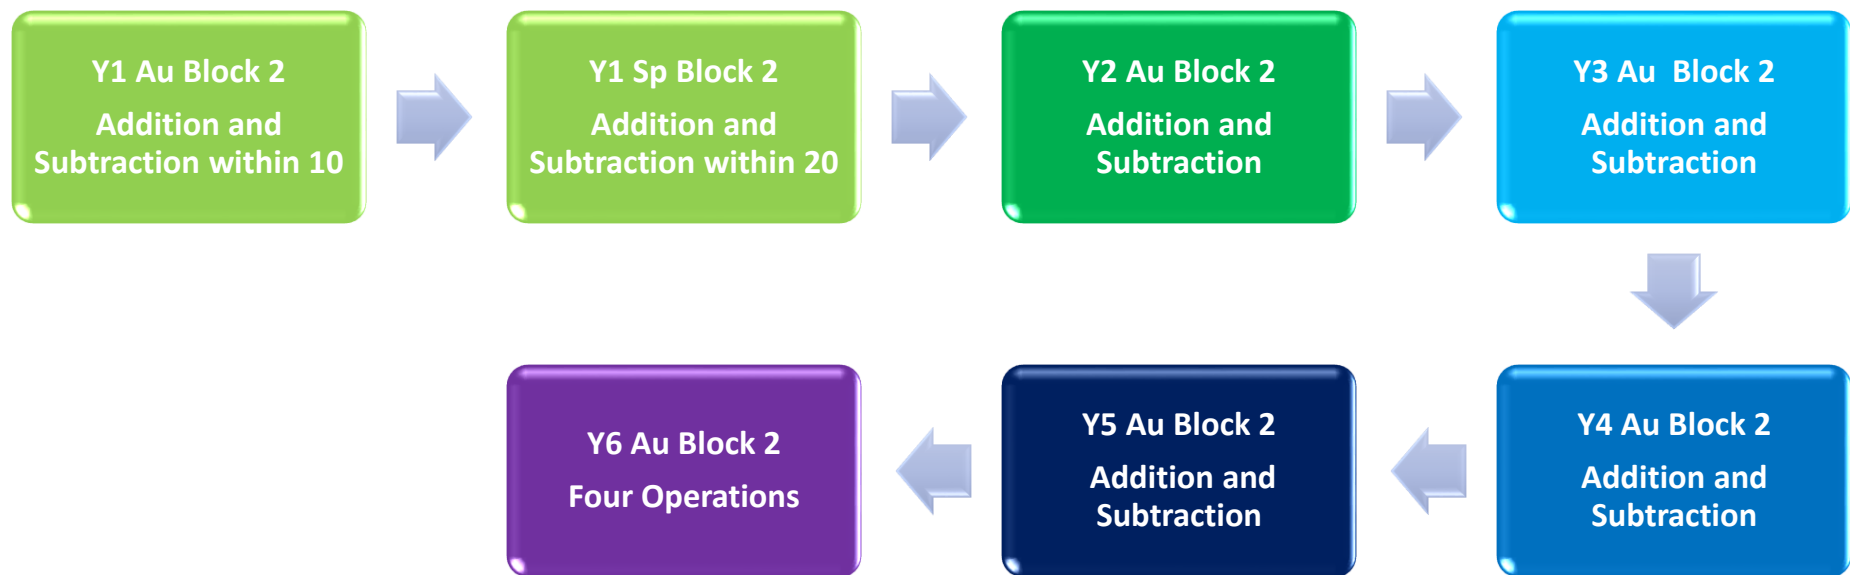 Y1 Au Block 2
Addition and
Subtraction within 10
Y1 Sp Block 2
Addition and
Subtraction within 20
Y2 Au Block 2
Addition and
Subtraction
Y3 Au  Block 2
Addition and
Subtraction
Y4 Au Block 2
Addition and
Subtraction
Y5 Au Block 2
Addition and
Subtraction
Y6 Au Block 2
Four Operations